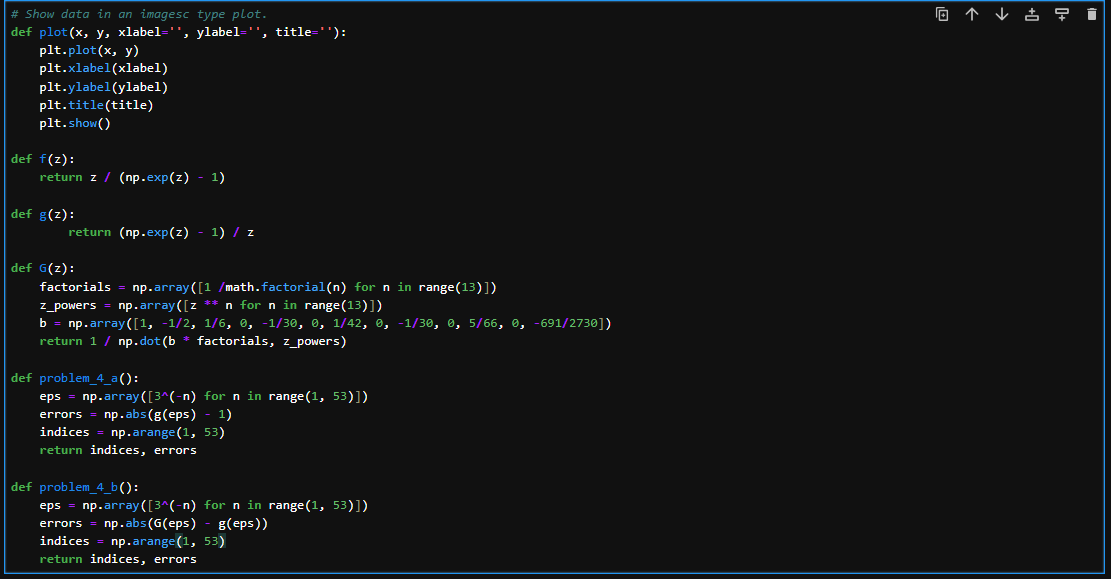 # Show data in an imagesc type plot.
def plot(x, y, xlabel='', ylabel='', title=''):
    plt.plot(x, y)
    plt.xlabel(xlabel)
    plt.ylabel(ylabel)
    plt.title(title)
    plt.show()

def f(z):
    return z / (np.exp(z) - 1)

def g(z):
        return (np.exp(z) - 1) / z

def G(z):
    factorials = np.array([1 /math.factorial(n) for n in range(13)])
    z_powers = np.array([z ** n for n in range(13)])
    b = np.array([1, -1/2, 1/6, 0, -1/30, 0, 1/42, 0, -1/30, 0, 5/66, 0, -691/2730])
    return 1 / np.dot(b * factorials, z_powers)

def problem_4_a():
    eps = np.array([3^(-n) for n in range(1, 53)])
    errors = np.abs(g(eps) - 1)
    indices = np.arange(1, 53)
    return indices, errors

def problem_4_b():
    eps = np.array([3^(-n) for n in range(1, 53)])
    errors = np.abs(G(eps) - g(eps))
    indices = np.arange(1, 53)
    return indices, errors